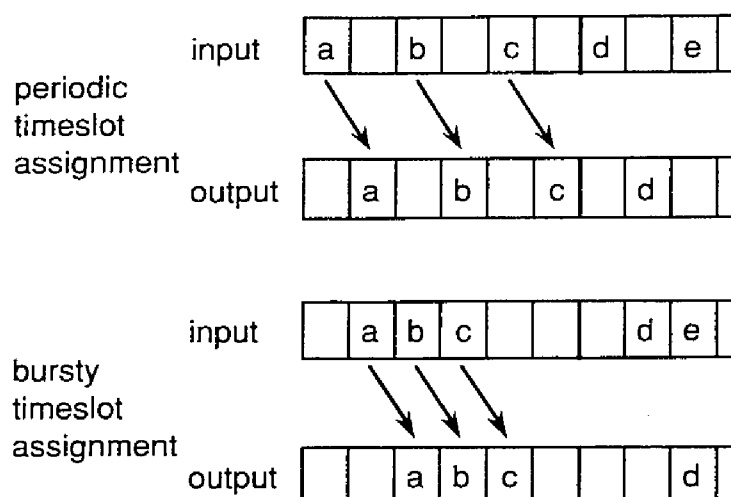 input a b c d e
periodic
timeslot
assignment
output a b c d
input a b c d e
bursty
timeslot
assignment
output a b c d